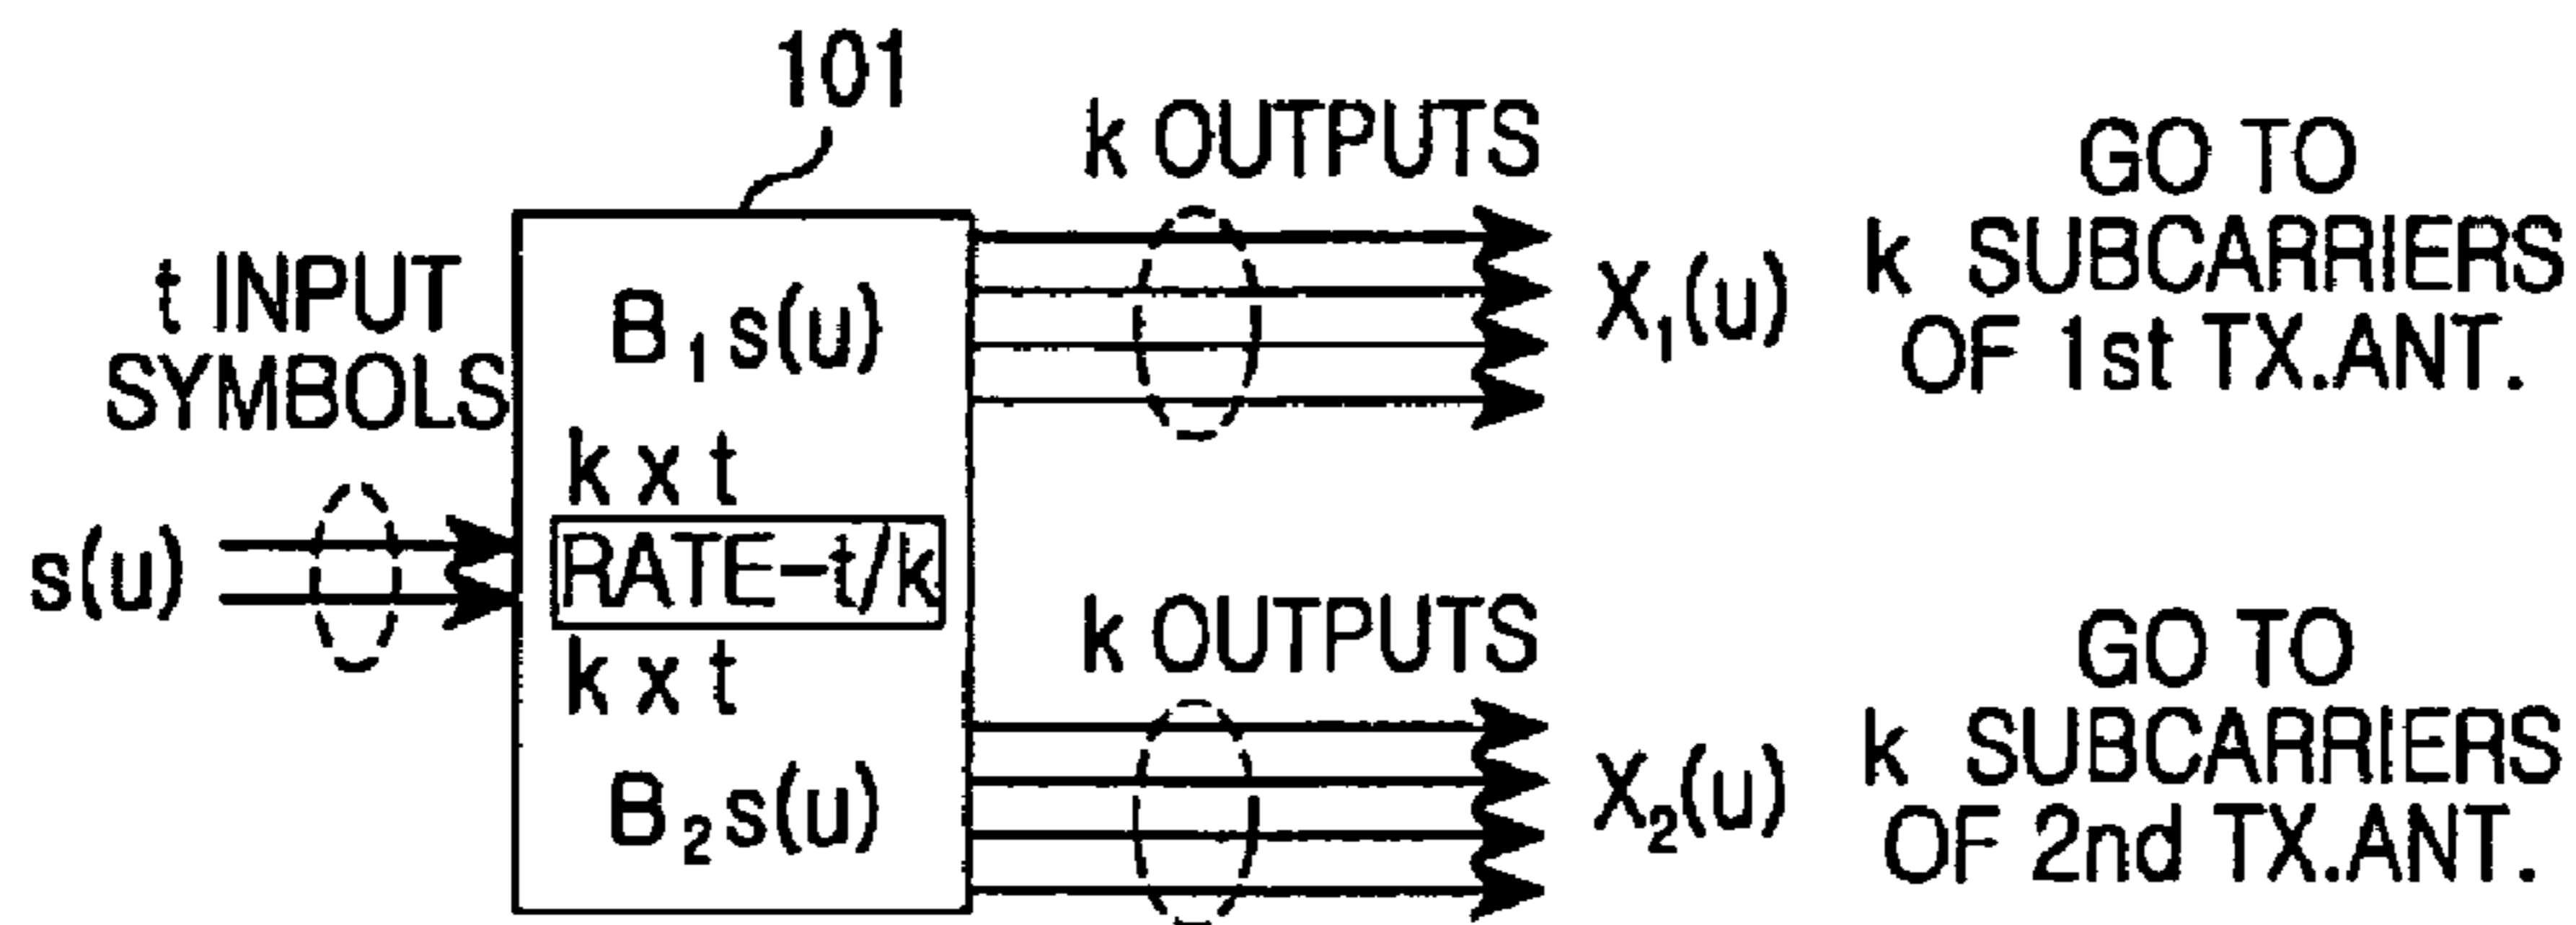 101
t INPUT
SYMBOLS
s(u)
B₁s(u)
k x t
RATE-t/k
k x t
B₂s(u)
k OUTPUTS
X₁(u)
GO TO
k SUBCARRIERS
OF 1st TX.ANT.
k OUTPUTS
X₂(u)
GO TO
k SUBCARRIERS
OF 2nd TX.ANT.